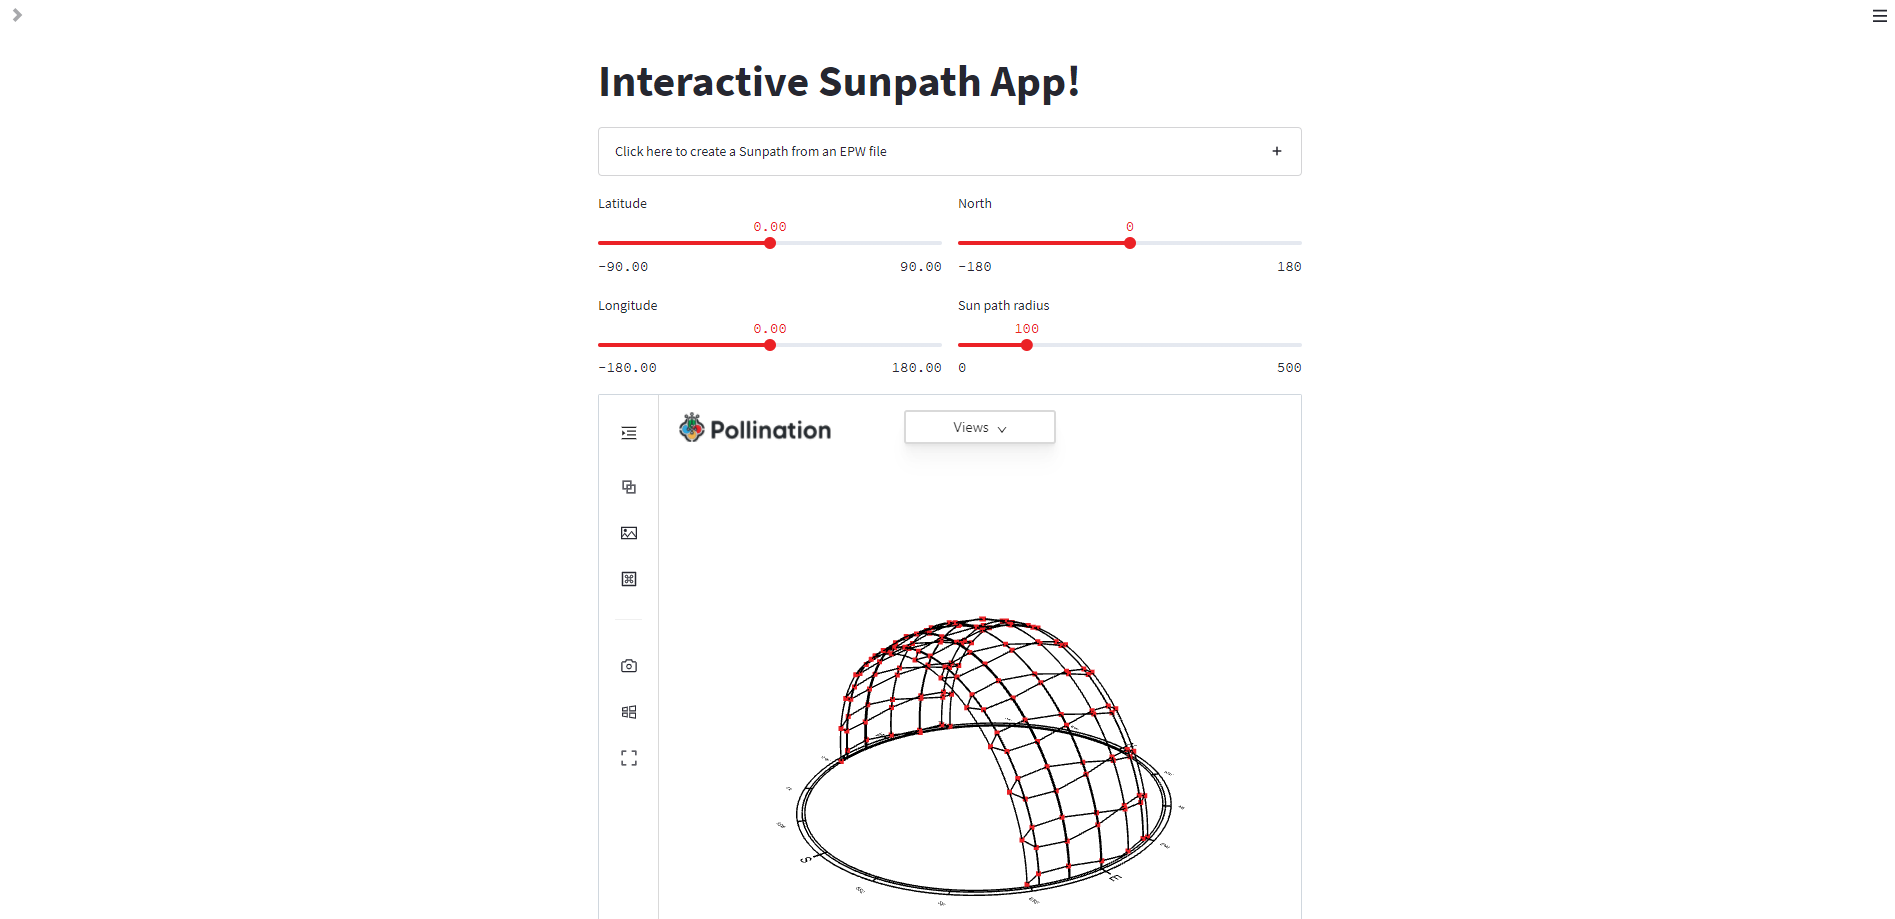 Interactive Sunpath App!
Click here to create a Sunpath from an EPW file
Latitude
0.00
-90.00 90.00
North
0
-180 180
Longitude
0.00
-180.00 180.00
Sun path radius
100
0 500
Pollination
Views
S
E